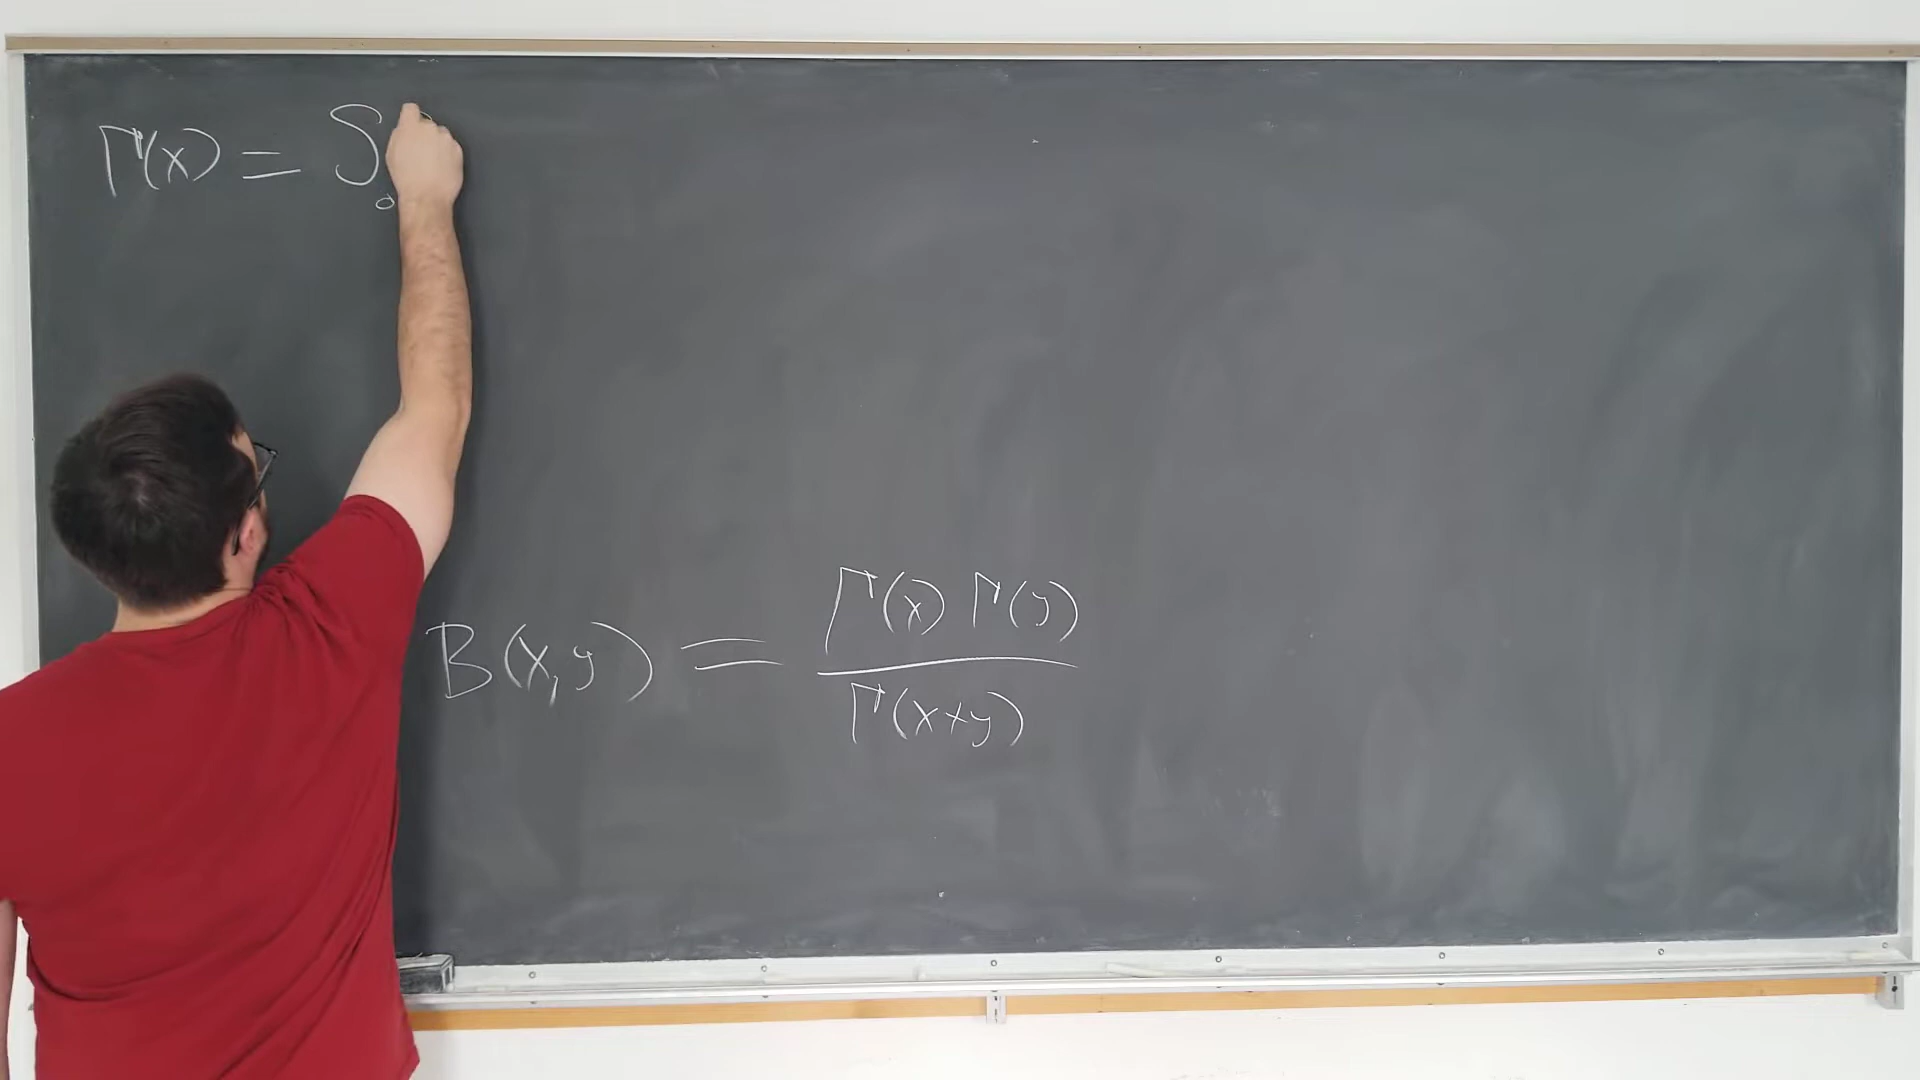 Γ(x) = ∫₀
B(x,y) = Γ(x) Γ(y) / Γ(x+y)